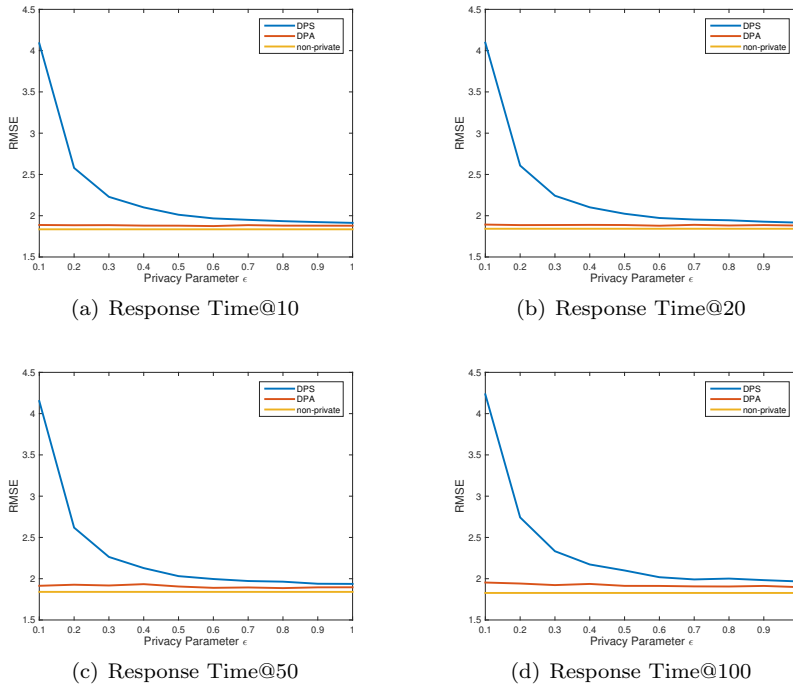 4.5
4
3.5
3
2.5
2
1.5
RMSE
DPS
DPA
non-private
0.1 0.2 0.3 0.4 0.5 0.6 0.7 0.8 0.9 1
Privacy Parameter ϵ
(a) Response Time@10
4.5
4
3.5
3
2.5
2
1.5
RMSE
DPS
DPA
non-private
0.1 0.2 0.3 0.4 0.5 0.6 0.7 0.8 0.9
Privacy Parameter ϵ
(b) Response Time@20
4.5
4
3.5
3
2.5
2
1.5
RMSE
DPS
DPA
non-private
0.1 0.2 0.3 0.4 0.5 0.6 0.7 0.8 0.9 1
Privacy Parameter ϵ
(c) Response Time@50
4.5
4
3.5
3
2.5
2
1.5
RMSE
DPS
DPA
non-private
0.1 0.2 0.3 0.4 0.5 0.6 0.7 0.8 0.9
Privacy Parameter ϵ
(d) Response Time@100